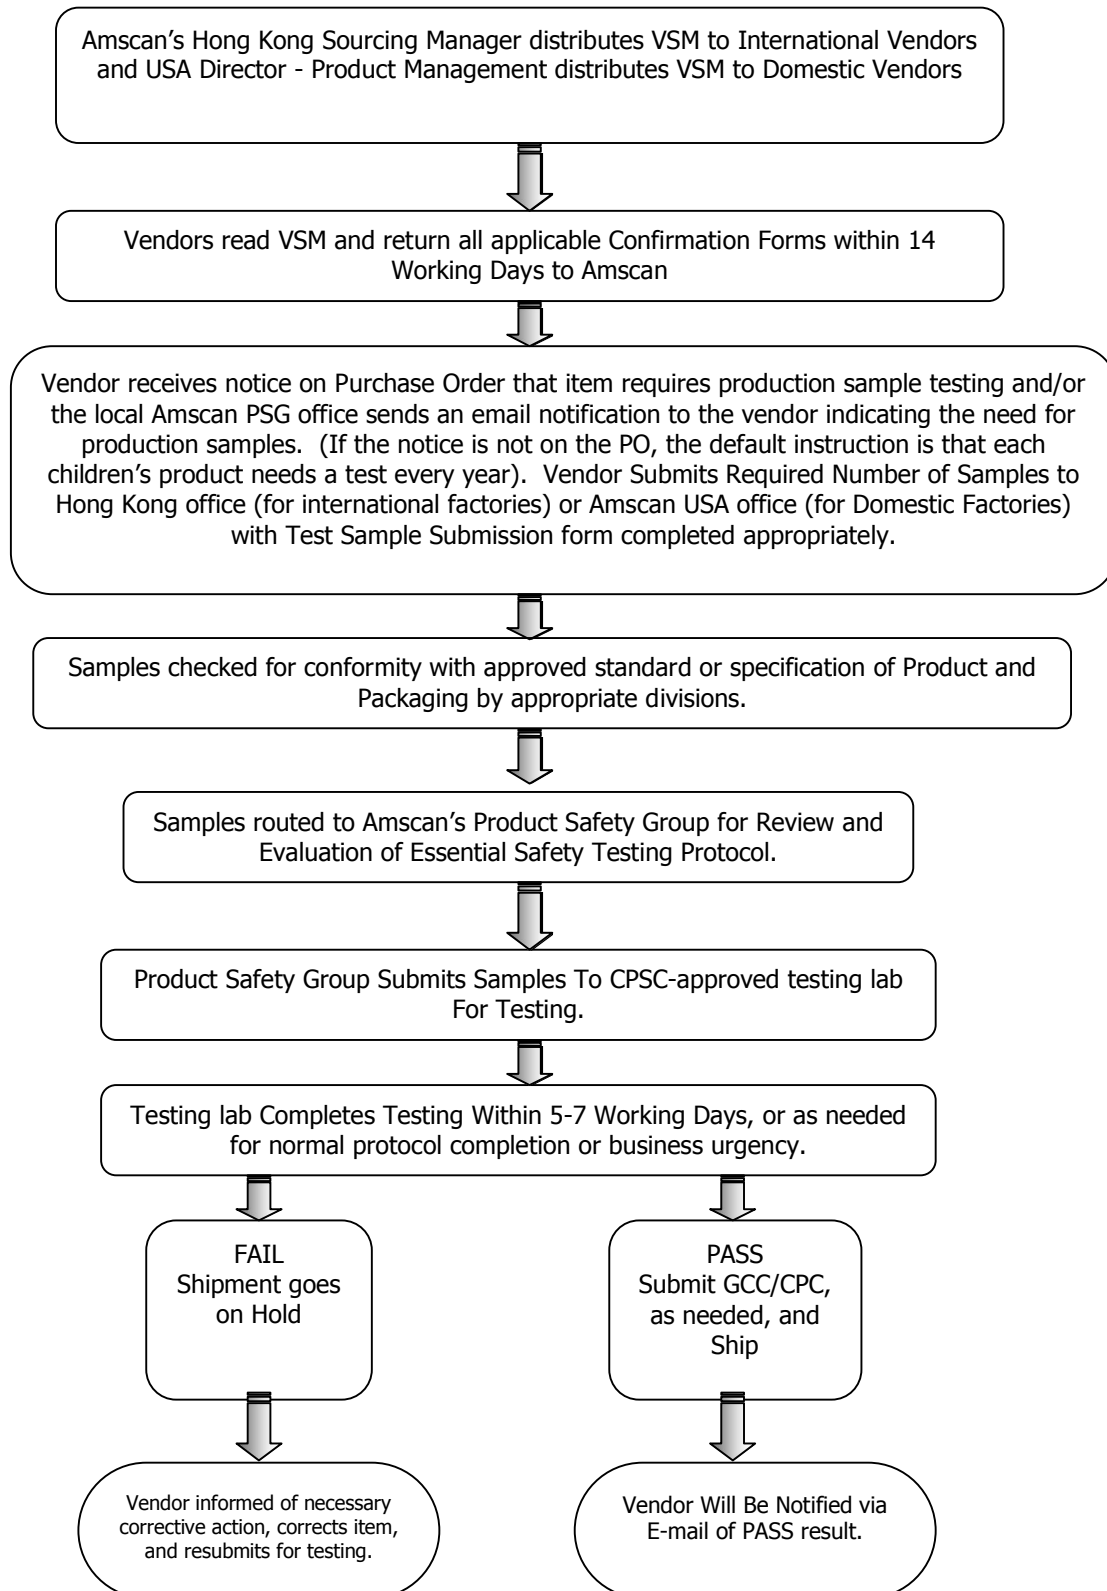 Amscan's Hong Kong Sourcing Manager distributes VSM to International Vendors
and USA Director - Product Management distributes VSM to Domestic Vendors
Vendors read VSM and return all applicable Confirmation Forms within 14
Working Days to Amscan
Vendor receives notice on Purchase Order that item requires production sample testing and/or
the local Amscan PSG office sends an email notification to the vendor indicating the need for
production samples.  (If the notice is not on the PO, the default instruction is that each
children's product needs a test every year).  Vendor Submits Required Number of Samples to
Hong Kong office (for international factories) or Amscan USA office (for Domestic Factories)
with Test Sample Submission form completed appropriately.
Samples checked for conformity with approved standard or specification of Product and
Packaging by appropriate divisions.
Samples routed to Amscan's Product Safety Group for Review and
Evaluation of Essential Safety Testing Protocol.
Product Safety Group Submits Samples To CPSC-approved testing lab
For Testing.
Testing lab Completes Testing Within 5-7 Working Days, or as needed
for normal protocol completion or business urgency.
FAIL
Shipment goes
on Hold
PASS
Submit GCC/CPC,
as needed, and
Ship
Vendor informed of necessary
corrective action, corrects item,
and resubmits for testing.
Vendor Will Be Notified via
E-mail of PASS result.